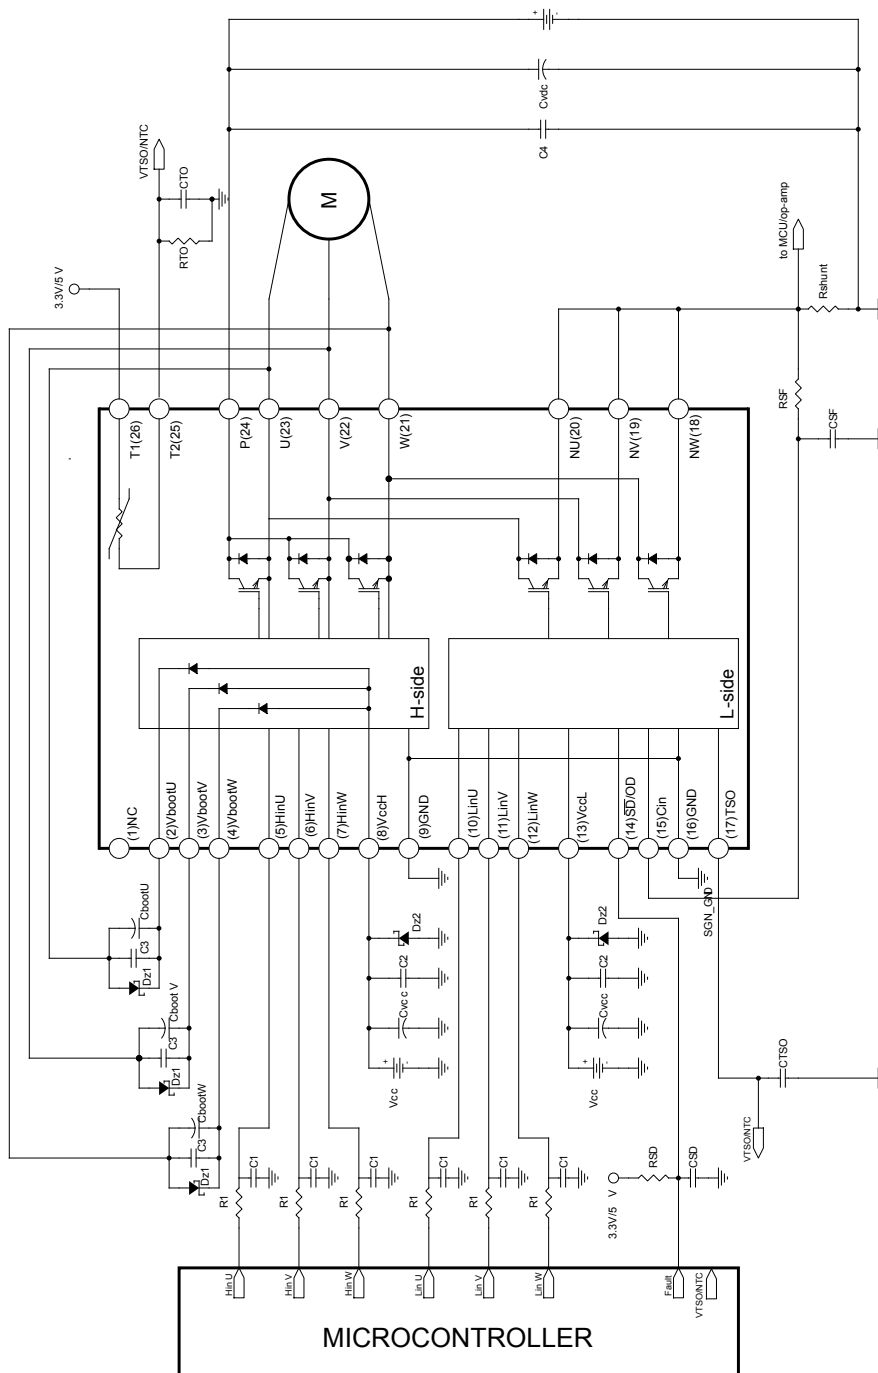 + -
Cvdc
C4
VTSO/NTC
CTO
RTO
M
3.3V/5 V
to MCU/op-amp
Rshunt
RSF
CSF
T1(26)
T2(25)
P(24)
U(23)
V(22)
W(21)
NU(20)
NV(19)
NW(18)
H-side
L-side
(1)NC
(2)VbootU
(3)VbootV
(4)VbootW
(5)HinU
(6)HinV
(7)HinW
(8)VccH
(9)GND
(10)LinU
(11)LinV
(12)LinW
(13)VccL
(14)SD/OD
(15)Cin
(16)GND
(17)TSO
SGN_GND
CbootU
C3
Dz1
Cboot V
C3
Dz1
CbootW
C3
Dz1
Dz2
C2
Cvc c
+ -
Vcc
Dz2
C2
Cvcc
+ -
Vcc
CTSO
VTSO/NTC
R1
C1
R1
C1
R1
C1
R1
C1
R1
C1
R1
C1
3.3V/5 V
RSD
CSD
Hin U
Hin V
Hin W
Lin U
Lin V
Lin W
Fault
VTSO/NTC
MICROCONTROLLER